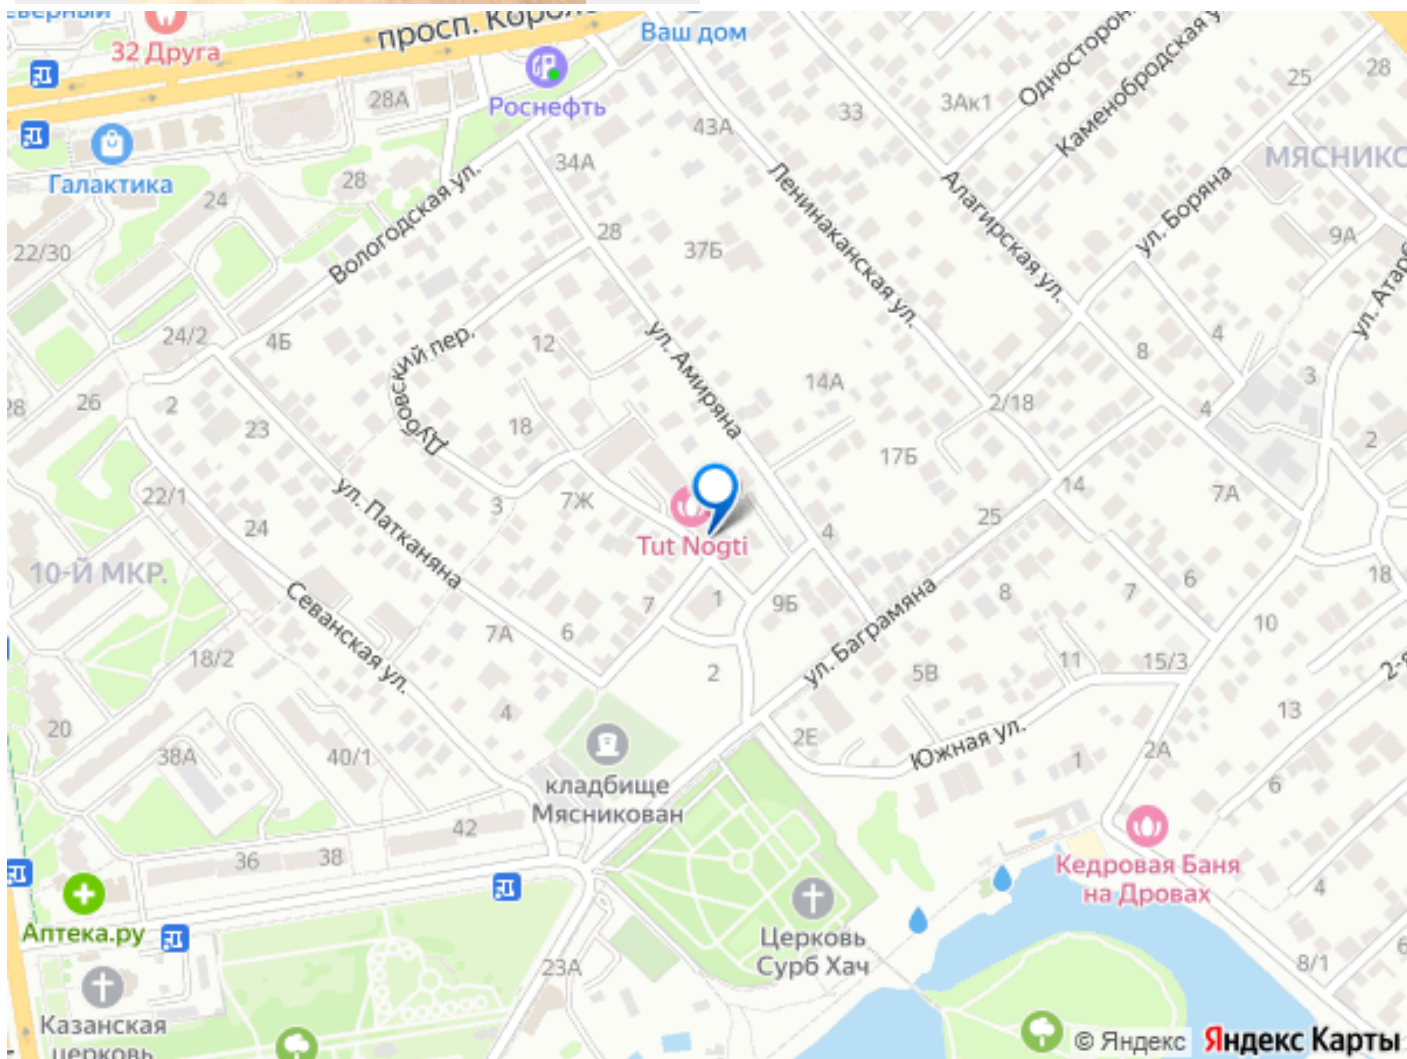 32 Друга
просп.
Ваш дом
Роснефть
28А
43А
33
3Ак1
25
28
Каменобродская у
МЯСНИКО
Галактика
24
28
34А
Вологодская ул.
Ленинаканская ул.
Алагирская ул.
ул. Боряна
9А
22/30
28
37Б
24/2
4Б
12
Дубовский пер.
ул. Амиряна
14А
8
4
3
28
26
2
23
18
2/18
4
2
17Б
22/1
24
ул. Патканяна
3
7Ж
25
14
7А
Tut Nogti
4
10-Й МКР.
Севанская ул.
7
1
9Б
8
7
6
18
7А
6
ул. Баграмяна
10
18/2
2
5В
11
15/3
4
13
20
38А
40/1
кладбище
Мясникован
2Е
Южная ул.
1
2А
6
42
36
38
Кедровая Баня
на Дровах
4
Аптека.ру
Церковь
Сурб Хач
23А
8/1
Казанская
церковь
© Яндекс Яндекс Карты